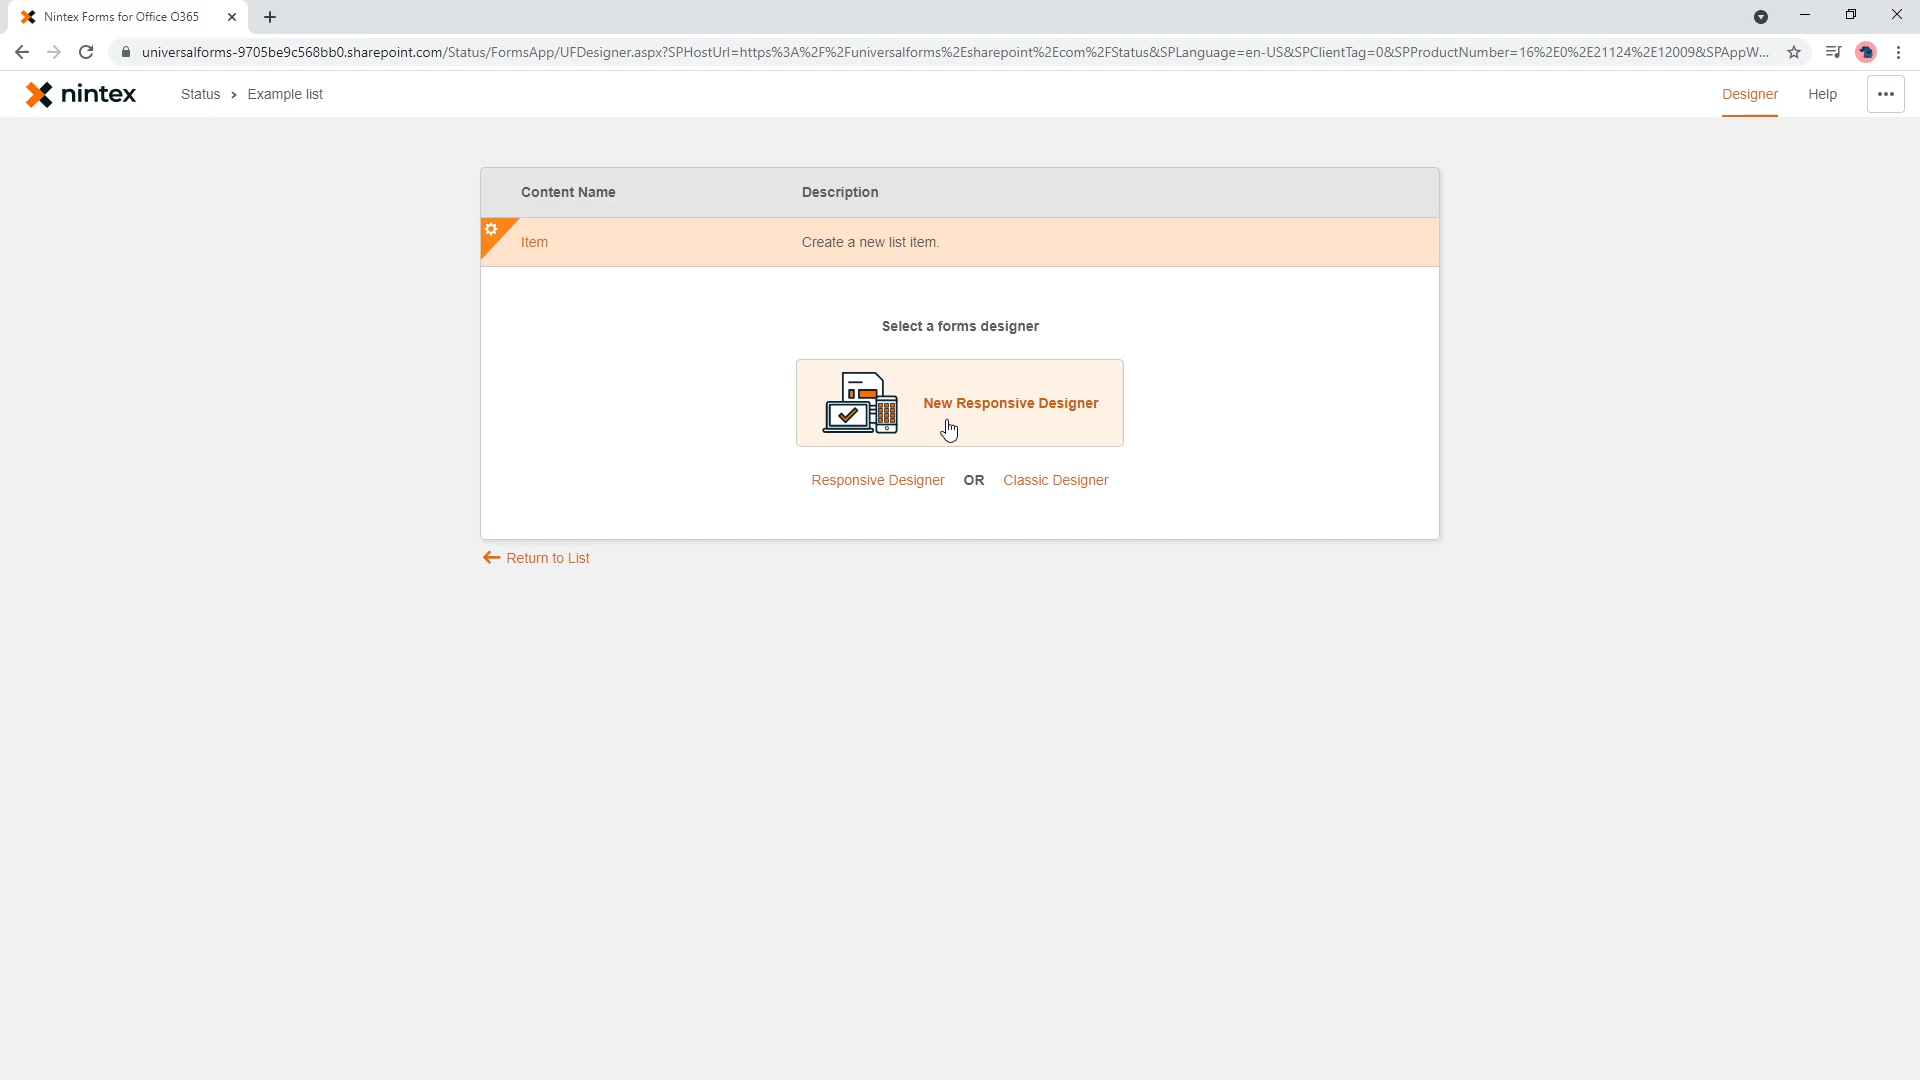 Nintex Forms for Office O365
universalforms-9705be9c568bb0.sharepoint.com/Status/FormsApp/UFDesigner.aspx?SPHostUrl=https%3A%2F%2Funiversalforms%2Esharepoint%2Ecom%2FStatus&SPLanguage=en-US&SPClientTag=0&SPProductNumber=16%2E0%2E21124%2E12009&SPAppW...
nintex Status > Example list Designer Help
Content Name Description
Item Create a new list item.
Select a forms designer
New Responsive Designer
Responsive Designer OR Classic Designer
Return to List